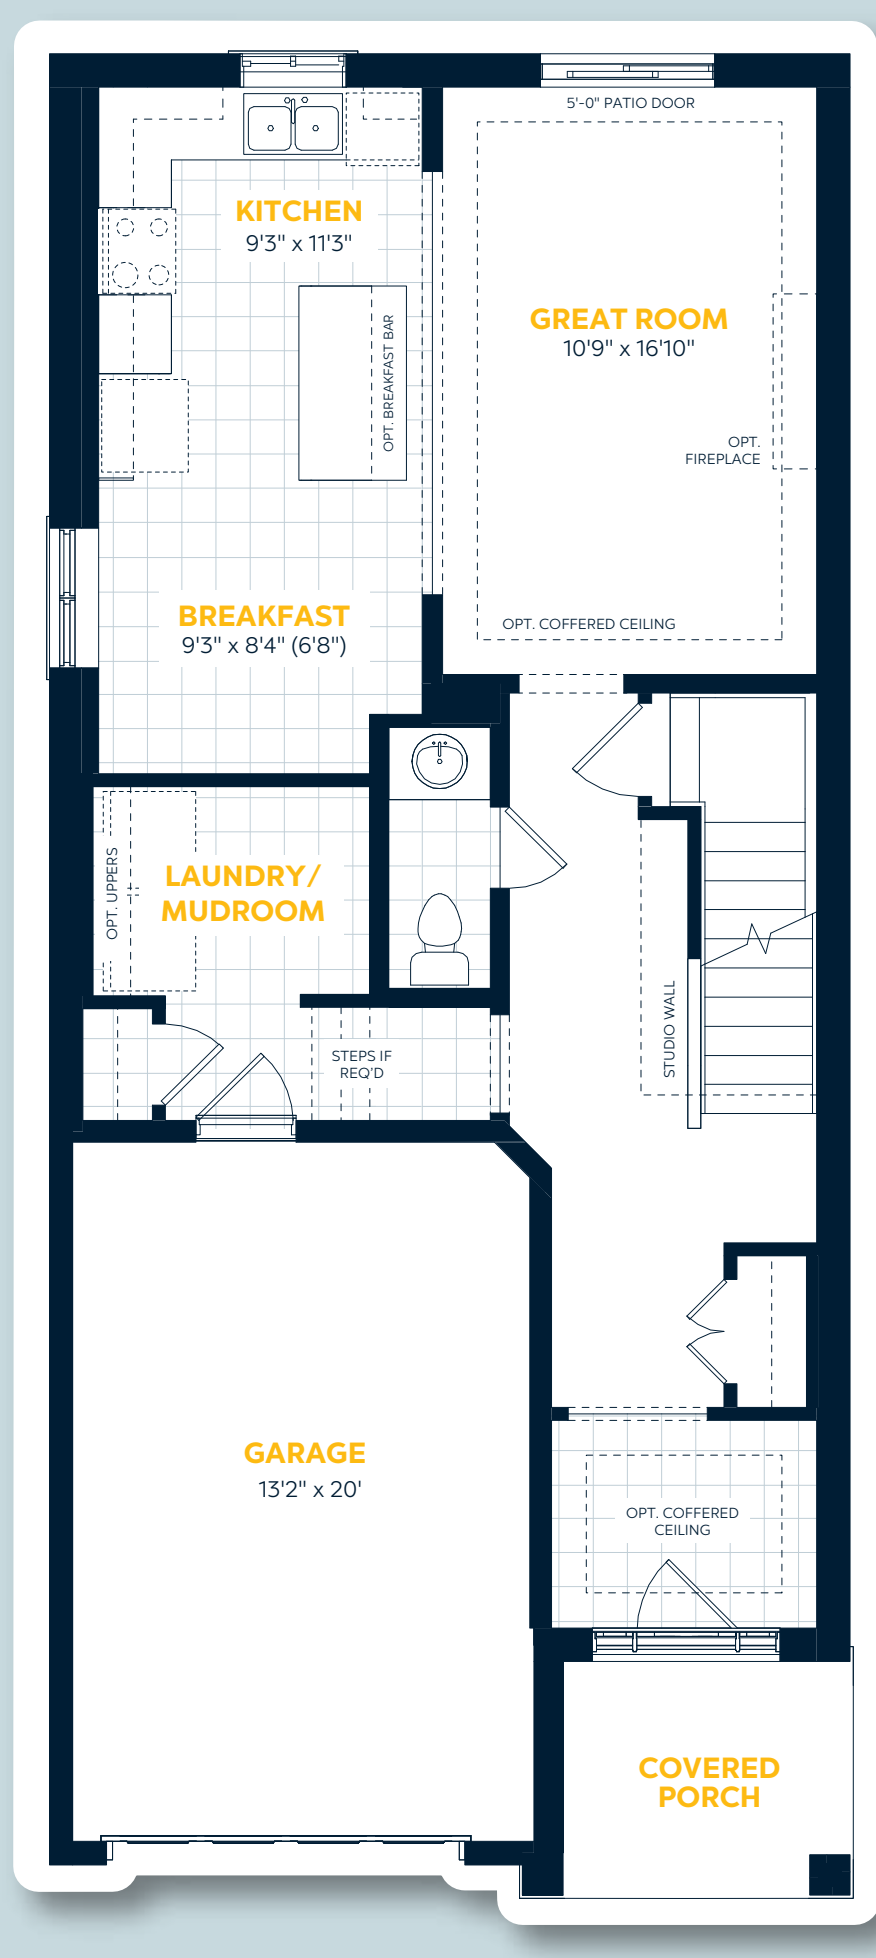 5'-0" PATIO DOOR
KITCHEN
9'3" x 11'3"
OPT. BREAKFAST BAR
GREAT ROOM
10'9" x 16'10"
OPT.
FIREPLACE
BREAKFAST
9'3" x 8'4" (6'8")
OPT. COFFERED CEILING
OPT. UPPERS
LAUNDRY/
MUDROOM
STEPS IF
REQ'D
STUDIO WALL
GARAGE
13'2" x 20'
OPT. COFFERED
CEILING
COVERED
PORCH